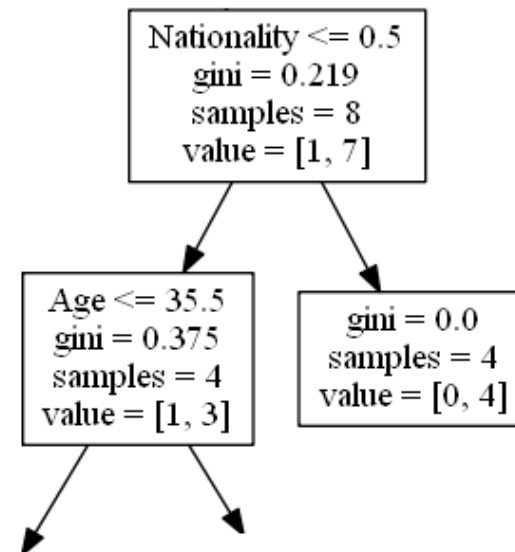 Nationality <= 0.5
gini = 0.219
samples = 8
value = [1, 7]
Age <= 35.5
gini = 0.375
samples = 4
value = [1, 3]
gini = 0.0
samples = 4
value = [0, 4]